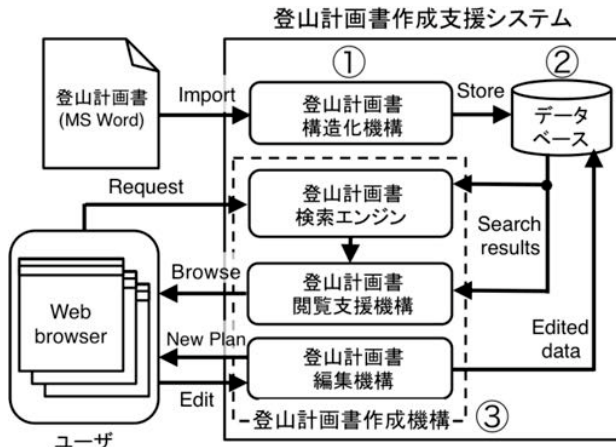 登山計画書作成支援システム
①
②
登山計画書
(MS Word)
Import
登山計画書
構造化機構
Store
データ
ベース
Request
登山計画書
検索エンジン
Search
results
Browse
登山計画書
閲覧支援機構
Web
browser
New Plan
登山計画書
編集機構
Edited
data
Edit
登山計画書作成機構
③
ユーザ